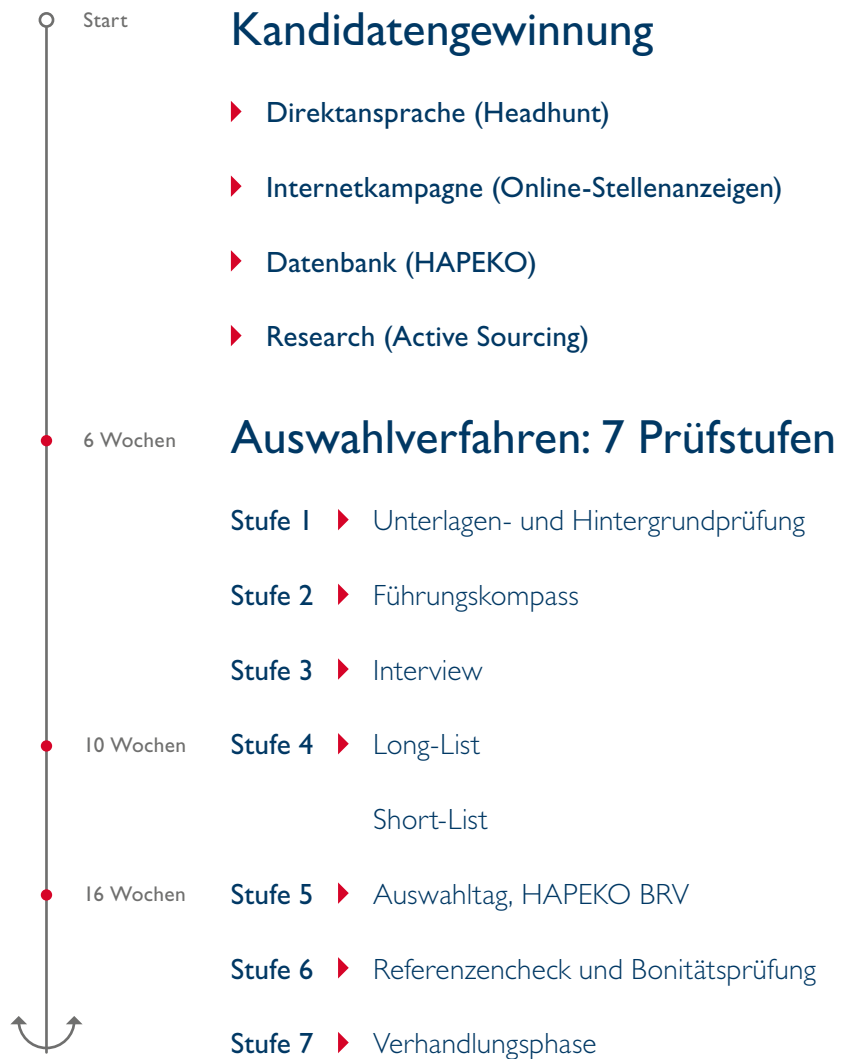 Start
Kandidatengewinnung
Direktansprache (Headhunt)
Internetkampagne (Online-Stellenanzeigen)
Datenbank (HAPEKO)
Research (Active Sourcing)
6 Wochen
Auswahlverfahren: 7 Prüfstufen
Stufe 1 Unterlagen- und Hintergrundprüfung
Stufe 2 Führungskompass
Stufe 3 Interview
10 Wochen
Stufe 4 Long-List
Short-List
16 Wochen
Stufe 5 Auswahltag, HAPEKO BRV
Stufe 6 Referenzencheck und Bonitätsprüfung
Stufe 7 Verhandlungsphase